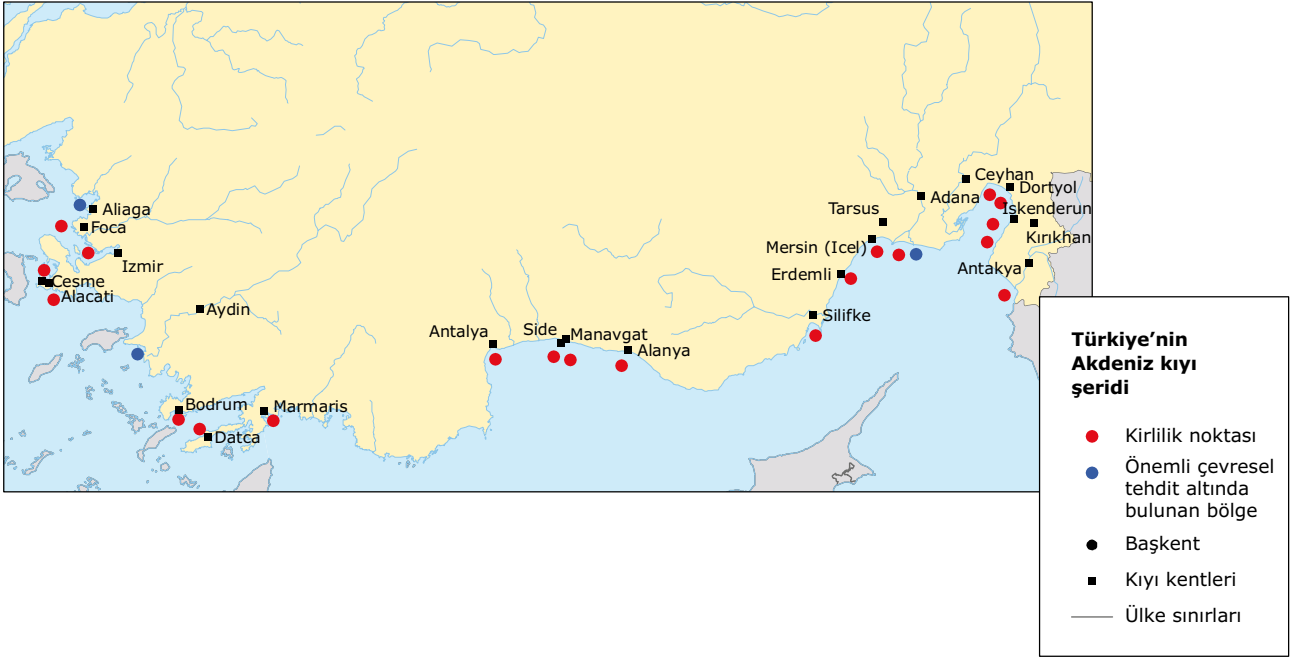 Ceyhan
Dortyol
Adana
Iskenderun
Tarsus
Kırıkhan
Mersin (Icel)
Antakya
Erdemli
Silifke
Aliaga
Foca
Izmir
Cesme
Alacati
Aydin
Antalya
Side
Manavgat
Alanya
Bodrum
Marmaris
Datca
Türkiye’nin
Akdeniz kıyı
şeridi
Kirlilik noktası
Önemli çevresel
tehdit altında
bulunan bölge
Başkent
Kıyı kentleri
Ülke sınırları